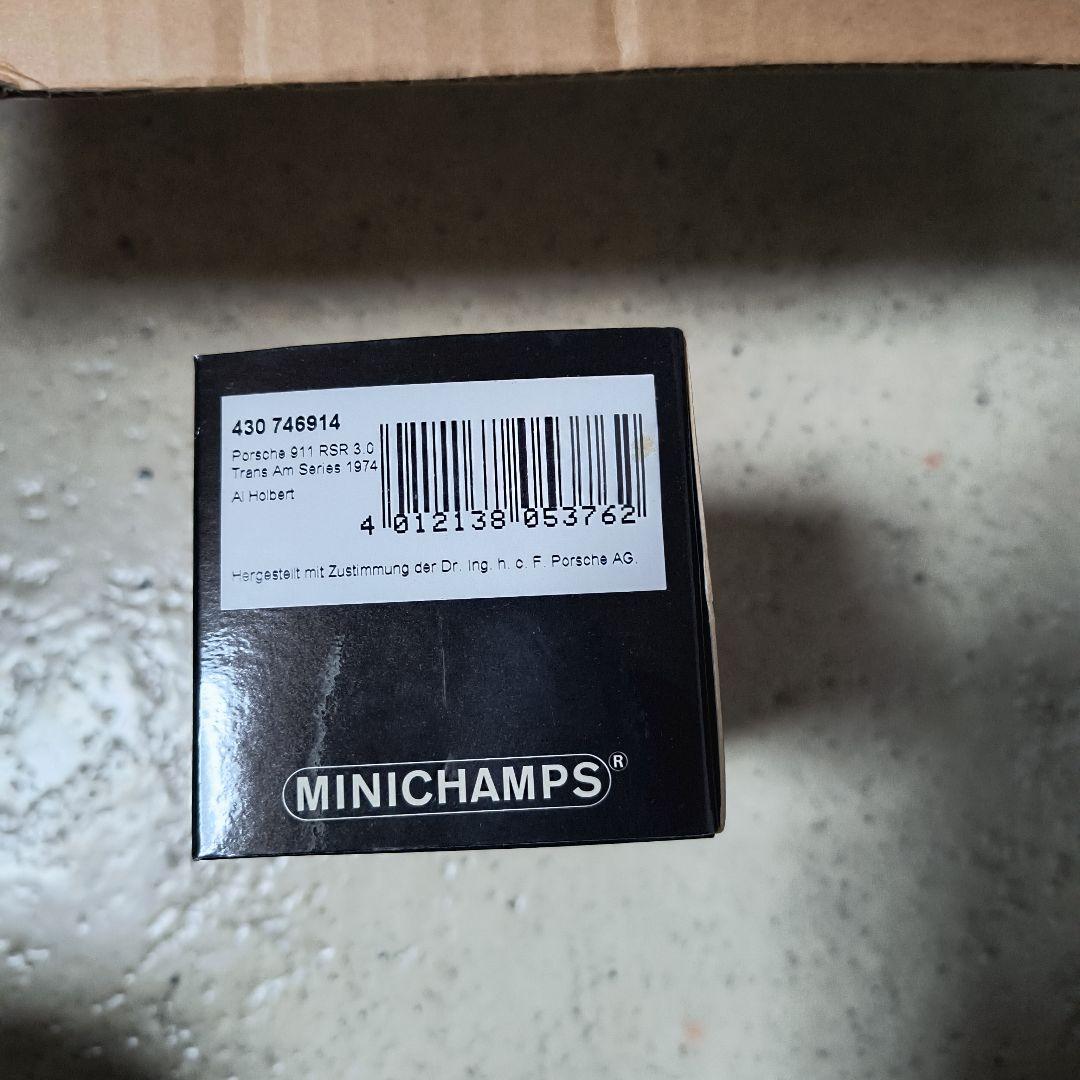 430 746914
Porsche 911 RSR 3.0
Trans Am Series 1974
Al Holbert
4 012138 053762
Hergestellt mit Zustimmung der Dr. Ing. h. c. F. Porsche AG.
MINICHAMPS®